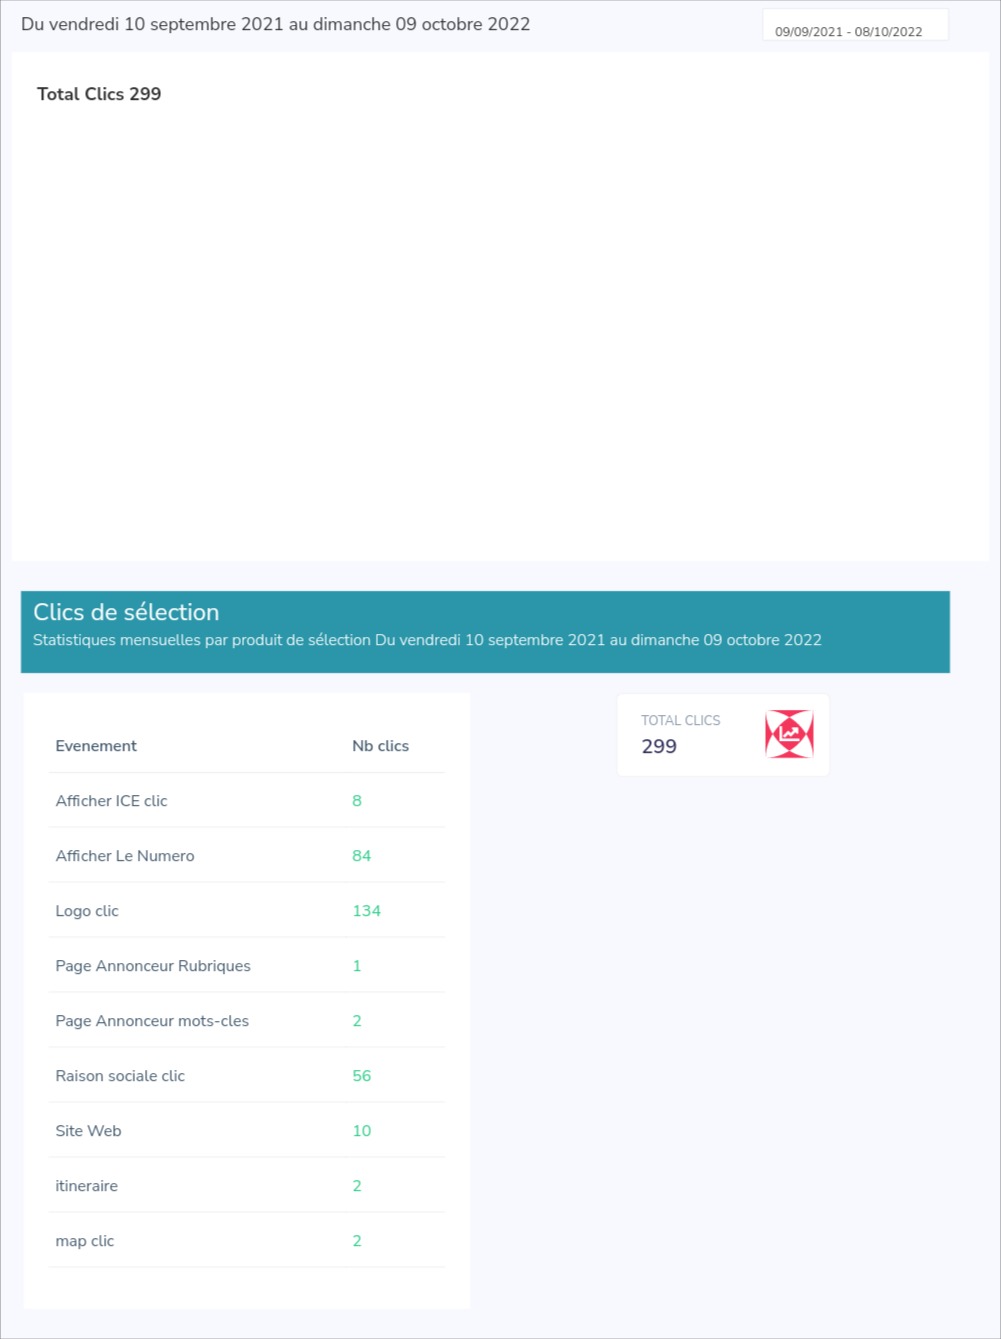 Du vendredi 10 septembre 2021 au dimanche 09 octobre 2022
09/09/2021 - 08/10/2022
Total Clics 299
Clics de sélection
Statistiques mensuelles par produit de sélection Du vendredi 10 septembre 2021 au dimanche 09 octobre 2022
Evenement Nb clics
Afficher ICE clic 8
Afficher Le Numero 84
Logo clic 134
Page Annonceur Rubriques 1
Page Annonceur mots-cles 2
Raison sociale clic 56
Site Web 10
itineraire 2
map clic 2
TOTAL CLICS
299